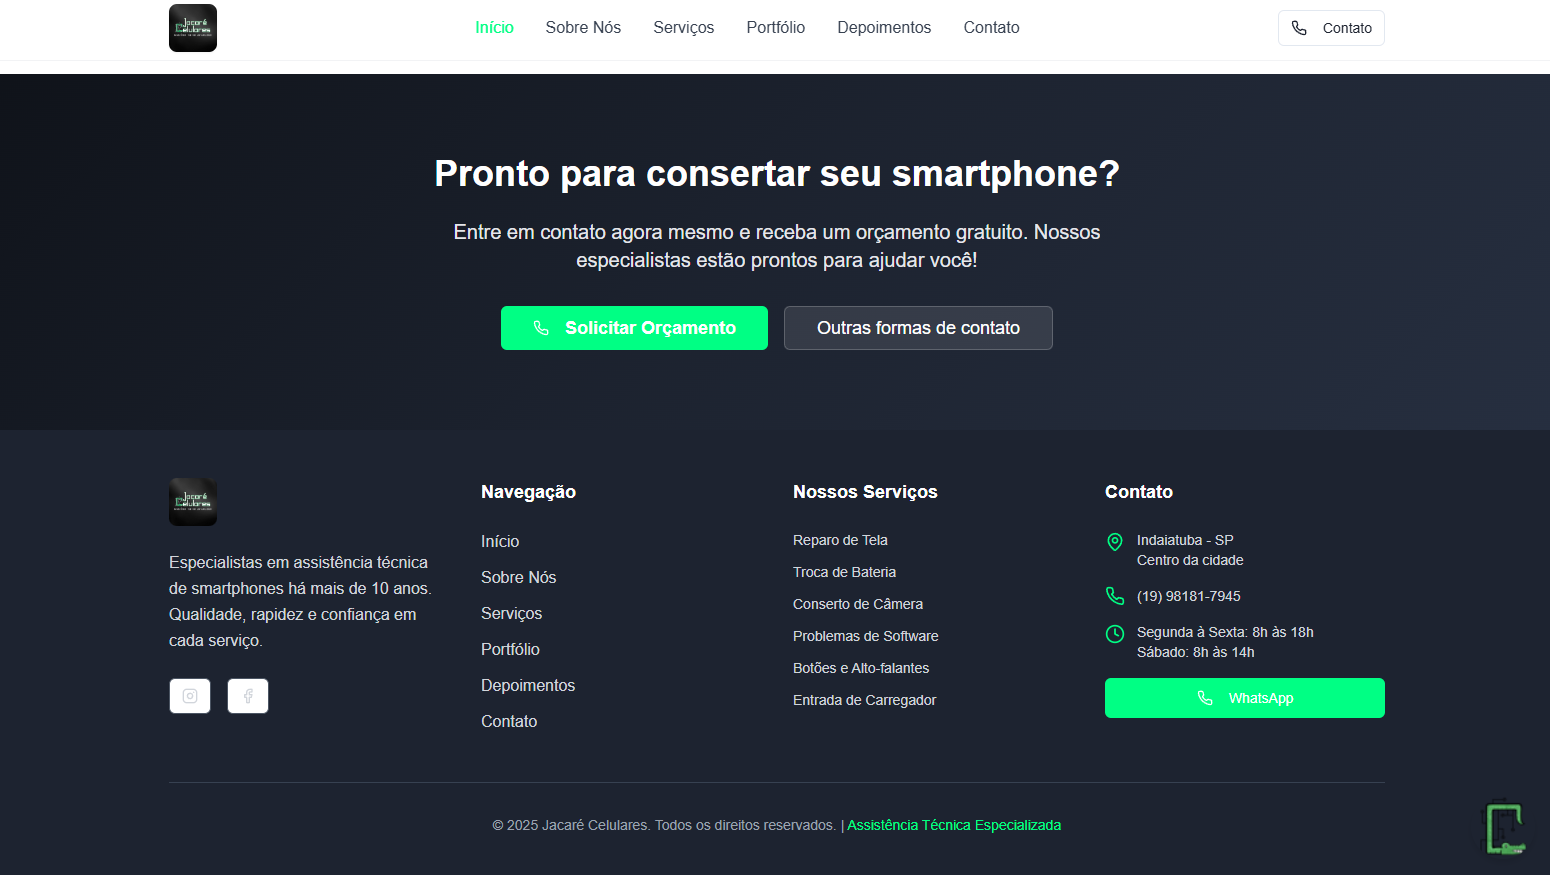 Jacaré
Celulares
Início
Sobre Nós
Serviços
Portfólio
Depoimentos
Contato
Contato
Pronto para consertar seu smartphone?
Entre em contato agora mesmo e receba um orçamento gratuito. Nossos
especialistas estão prontos para ajudar você!
Solicitar Orçamento
Outras formas de contato
Jacaré
Celulares
Especialistas em assistência técnica
de smartphones há mais de 10 anos.
Qualidade, rapidez e confiança em
cada serviço.
Navegação
Início
Sobre Nós
Serviços
Portfólio
Depoimentos
Contato
Nossos Serviços
Reparo de Tela
Troca de Bateria
Conserto de Câmera
Problemas de Software
Botões e Alto-falantes
Entrada de Carregador
Contato
Indaiatuba - SP
Centro da cidade
(19) 98181-7945
Segunda à Sexta: 8h às 18h
Sábado: 8h às 14h
WhatsApp
© 2025 Jacaré Celulares. Todos os direitos reservados. | Assistência Técnica Especializada